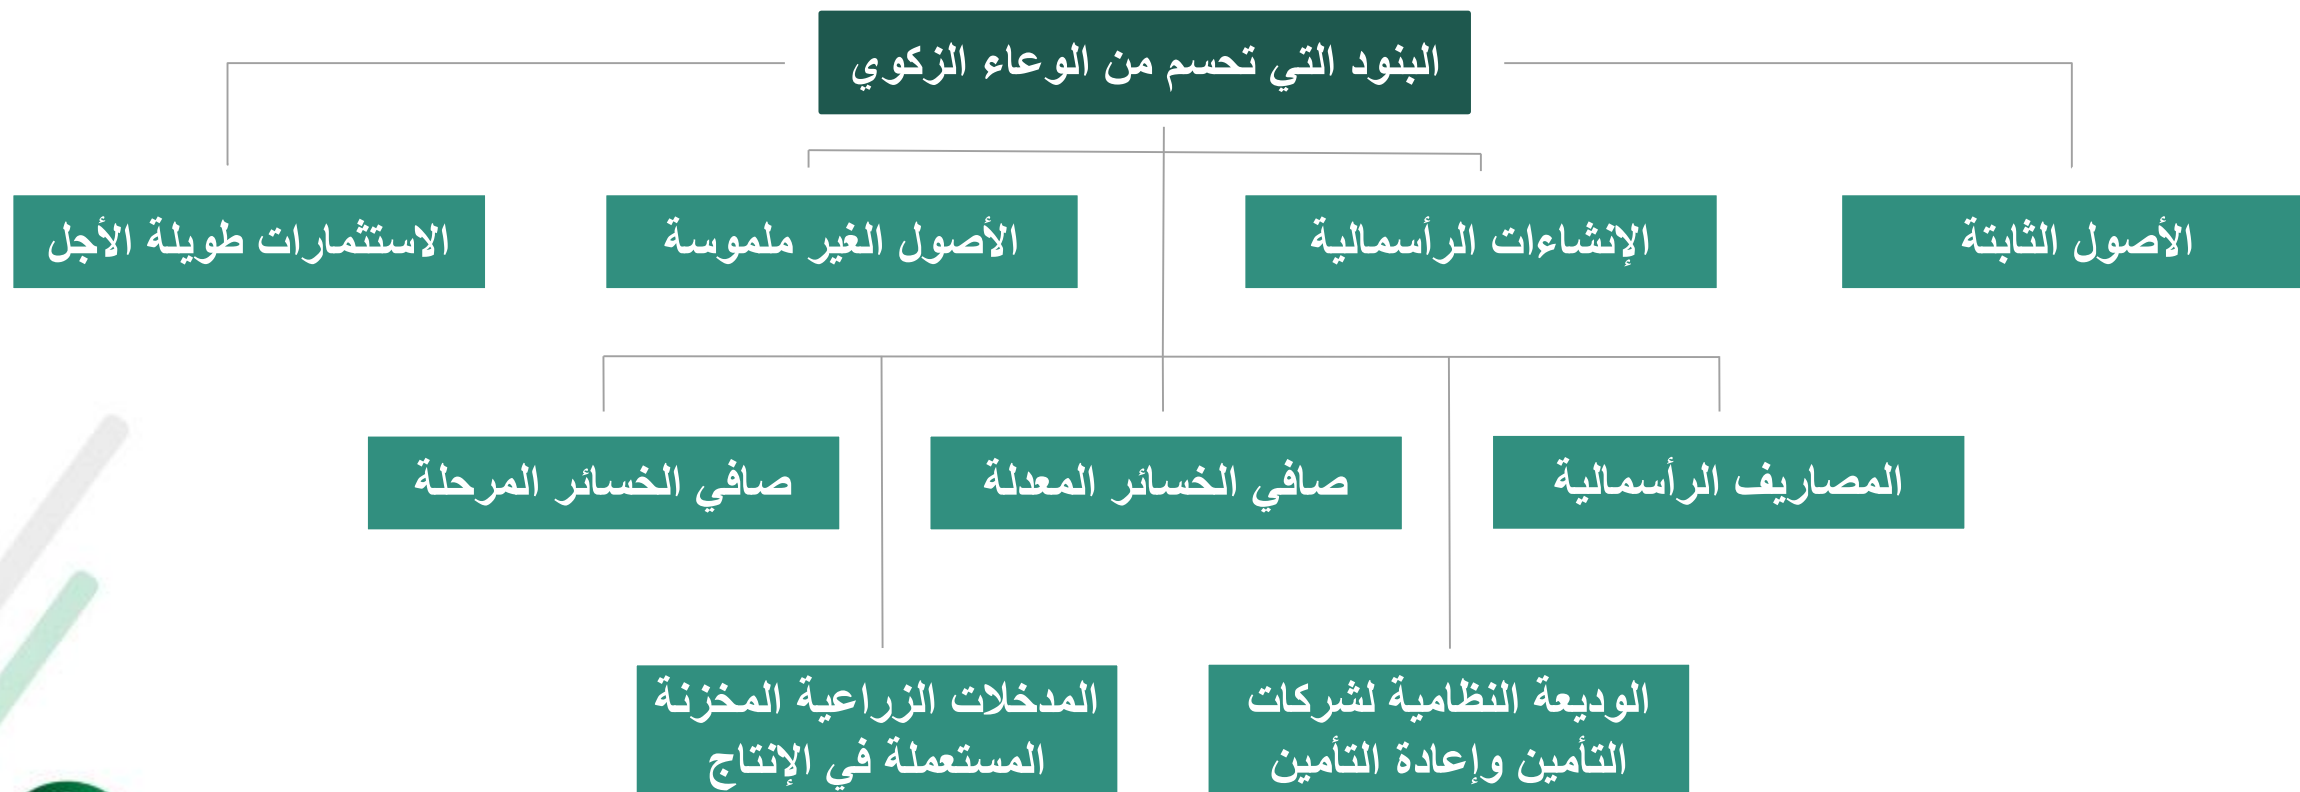 البنود التي تحسم من الوعاء الزكوي
الأصول الثابتة
الإنشاءات الرأسمالية
الأصول الغير ملموسة
الاستثمارات طويلة الأجل
المصاريف الرأسمالية
صافي الخسائر المعدلة
صافي الخسائر المرحلة
الوديعة النظامية لشركات
التأمين وإعادة التأمين
المدخلات الزراعية المخزنة
المستعملة في الإنتاج